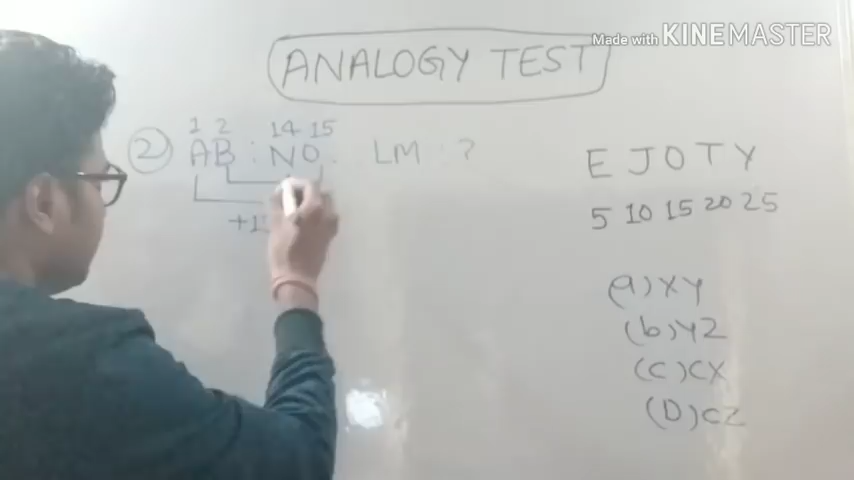 Made with KINEMASTER
ANALOGY TEST
1 2 14 15
2 AB : NO LM : ?
+1
E J O T Y
5 10 15 20 25
(a) XY
(b) YZ
(c) CX
(D) CZ